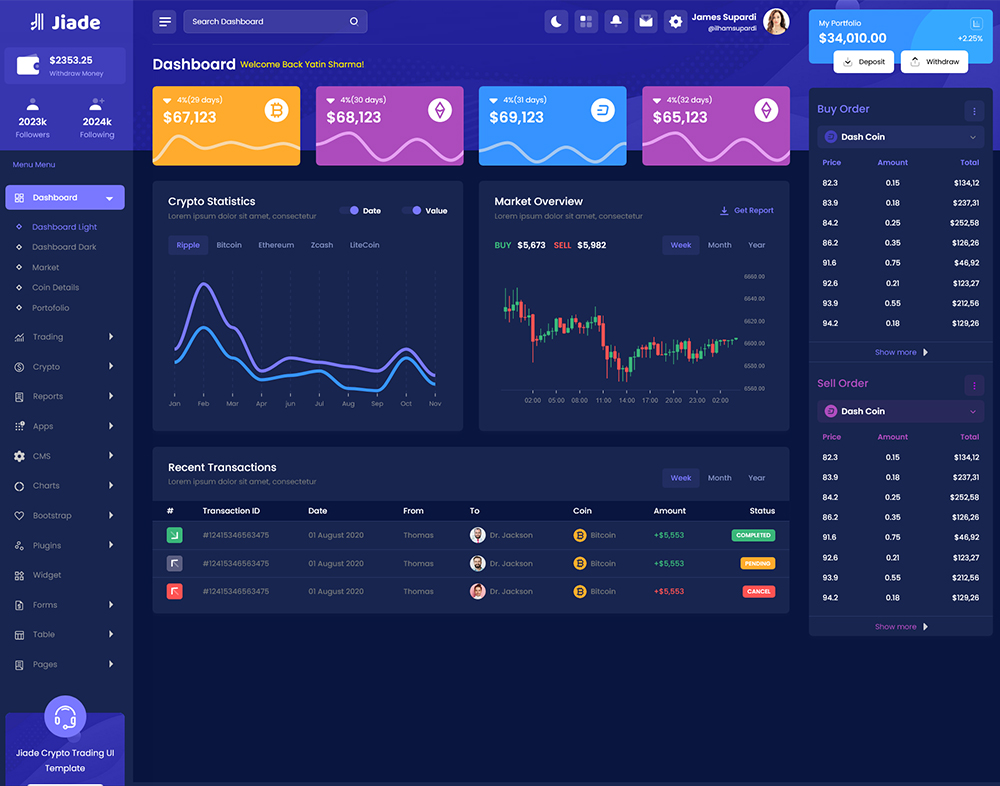 Jiade
$2353.25
Withdraw Money
2023k
Followers
2024k
Following
Menu Menu
Dashboard
Dashboard Light
Dashboard Dark
Market
Coin Details
Portofolio
Trading
Crypto
Reports
Apps
CMS
Charts
Bootstrap
Plugins
Widget
Forms
Table
Pages
Jiade Crypto Trading UI
Template
Search Dashboard
James Supardi
@ilhamsupardi
Dashboard Welcome Back Yatin Sharma!
4%(29 days)
$67,123
4%(30 days)
$68,123
4%(31 days)
$69,123
4%(32 days)
$65,123
Crypto Statistics
Lorem ipsum dolor sit amet, consectetur
Date Value
Ripple Bitcoin Ethereum Zcash LiteCoin
Jan Feb Mar Apr jun Jul Aug Sep Oct Nov
Market Overview
Lorem ipsum dolor sit amet, consectetur
Get Report
BUY $5,673 SELL $5,982
Week Month Year
6660.00
6640.00
6620.00
6600.00
6580.00
6560.00
02:00 05:00 08:00 11:00 14:00 17:00 20:00 23:00 02:00
Recent Transactions
Lorem ipsum dolor sit amet, consectetur
Week Month Year
# Transaction ID Date From To Coin Amount Status
#12415346563475 01 August 2020 Thomas Dr. Jackson Bitcoin +$5,553 COMPLETED
#12415346563475 01 August 2020 Thomas Dr. Jackson Bitcoin +$5,553 PENDING
#12415346563475 01 August 2020 Thomas Dr. Jackson Bitcoin +$5,553 CANCEL
My Portfolio
$34,010.00
+2.25%
Deposit Withdraw
Buy Order
Dash Coin
Price Amount Total
82.3 0.15 $134,12
83.9 0.18 $237,31
84.2 0.25 $252,58
86.2 0.35 $126,26
91.6 0.75 $46,92
92.6 0.21 $123,27
93.9 0.55 $212,56
94.2 0.18 $129,26
Show more
Sell Order
Dash Coin
Price Amount Total
82.3 0.15 $134,12
83.9 0.18 $237,31
84.2 0.25 $252,58
86.2 0.35 $126,26
91.6 0.75 $46,92
92.6 0.21 $123,27
93.9 0.55 $212,56
94.2 0.18 $129,26
Show more